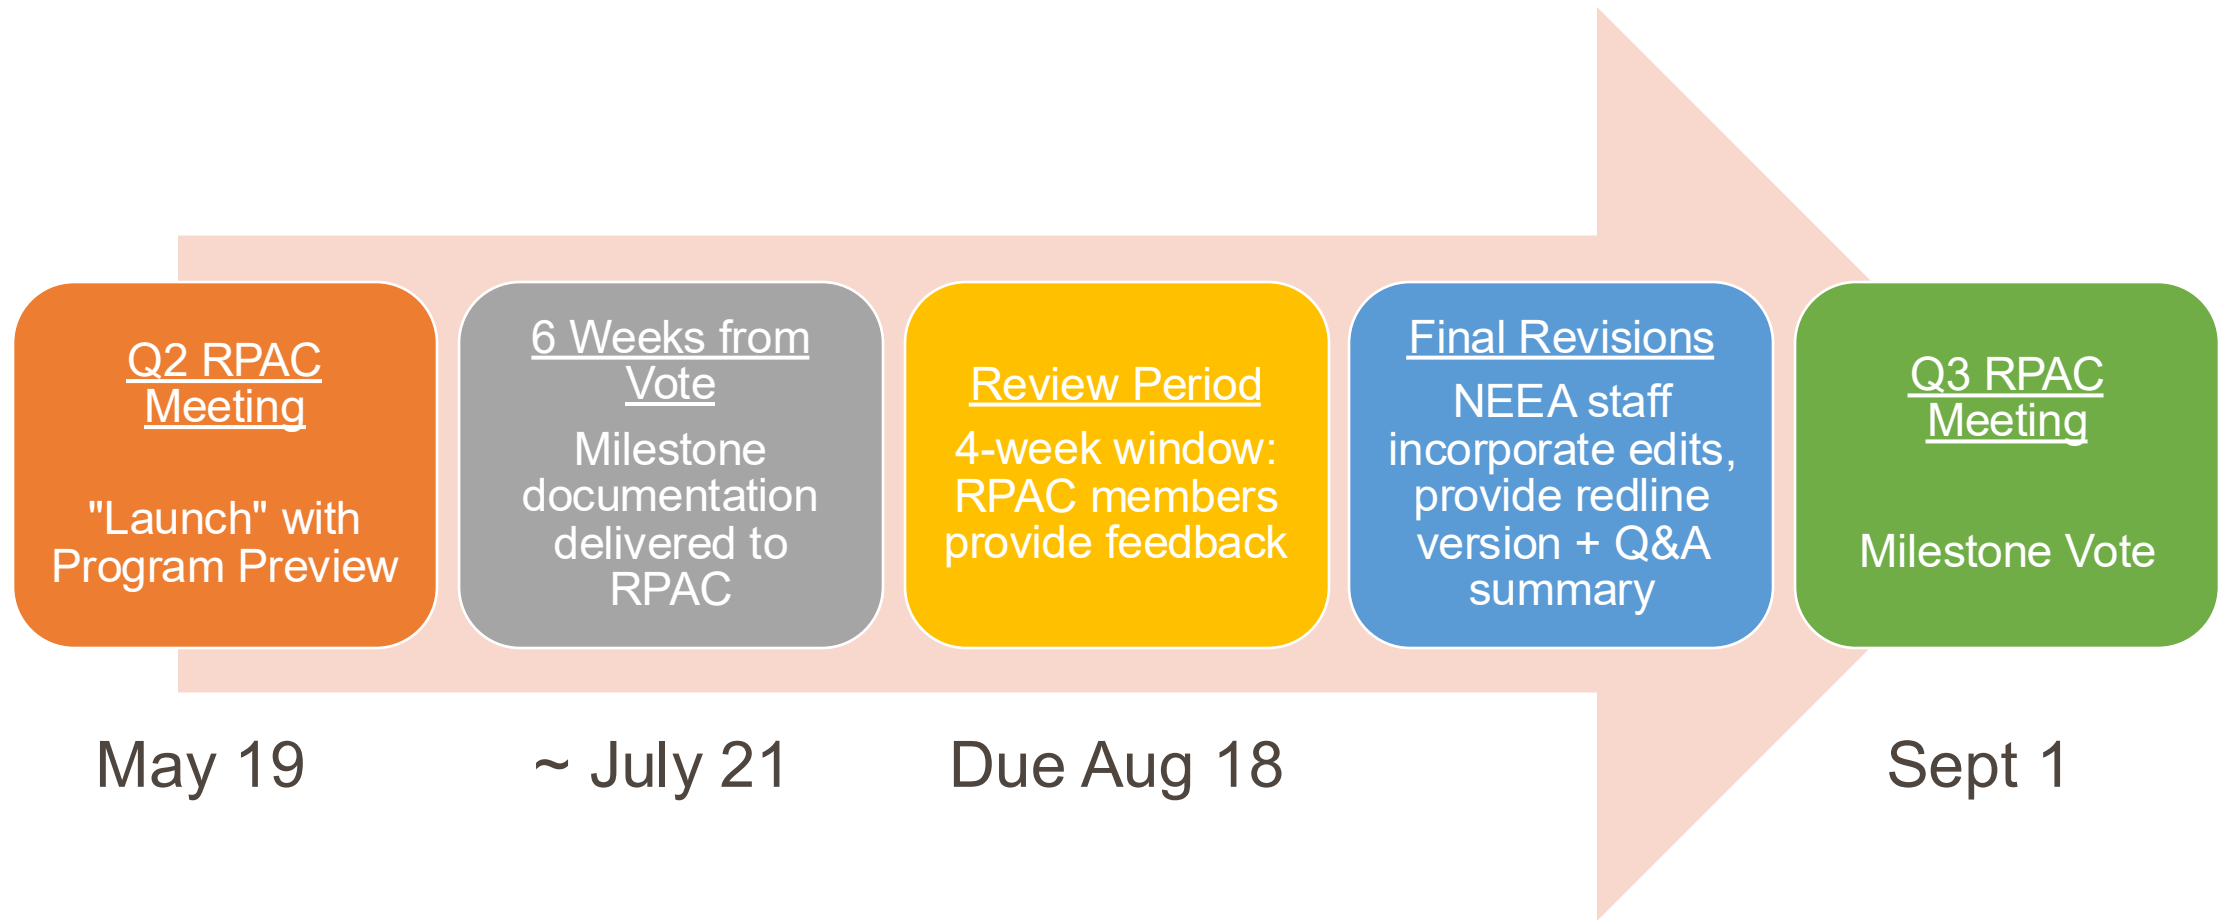 Q2 RPAC
Meeting
"Launch" with
Program Preview
6 Weeks from
Vote
Milestone
documentation
delivered to
RPAC
Review Period
4-week window:
RPAC members
provide feedback
Final Revisions
NEEA staff
incorporate edits,
provide redline
version + Q&A
summary
Q3 RPAC
Meeting
Milestone Vote
May 19
~ July 21
Due Aug 18
Sept 1